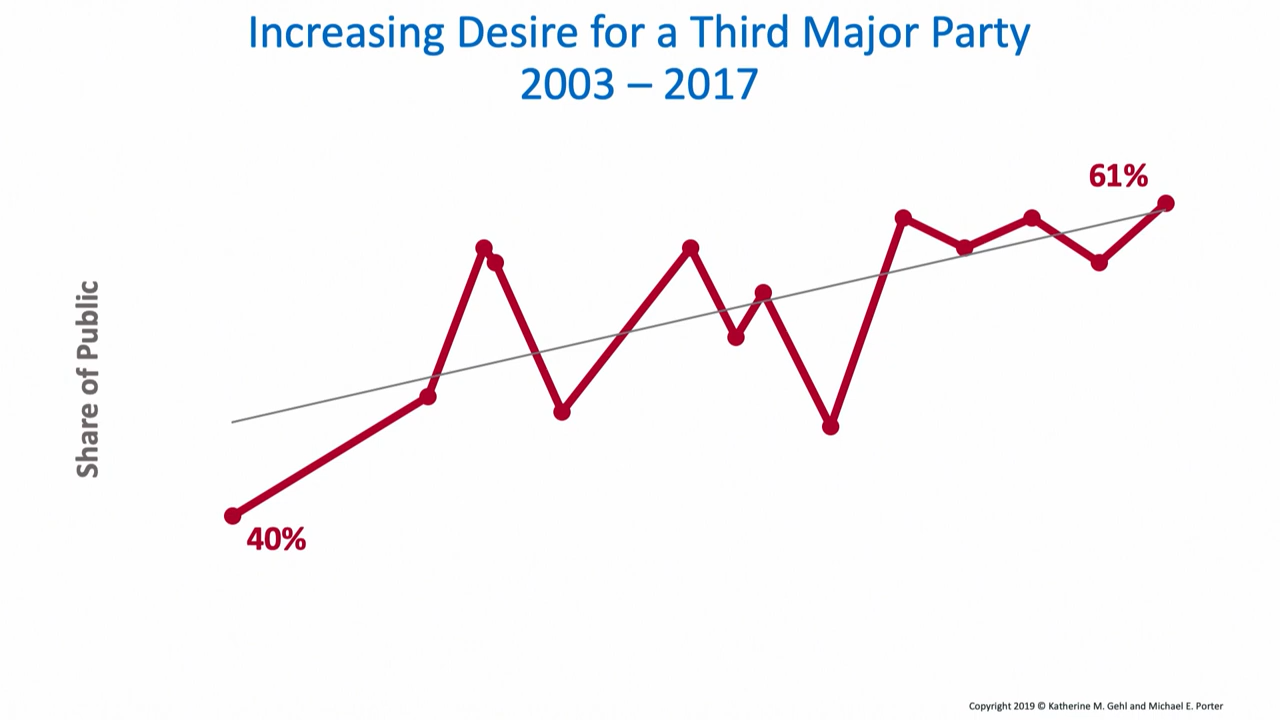 Increasing Desire for a Third Major Party
2003 – 2017
61%
Share of Public
40%
Copyright 2019 © Katherine M. Gehl and Michael E. Porter